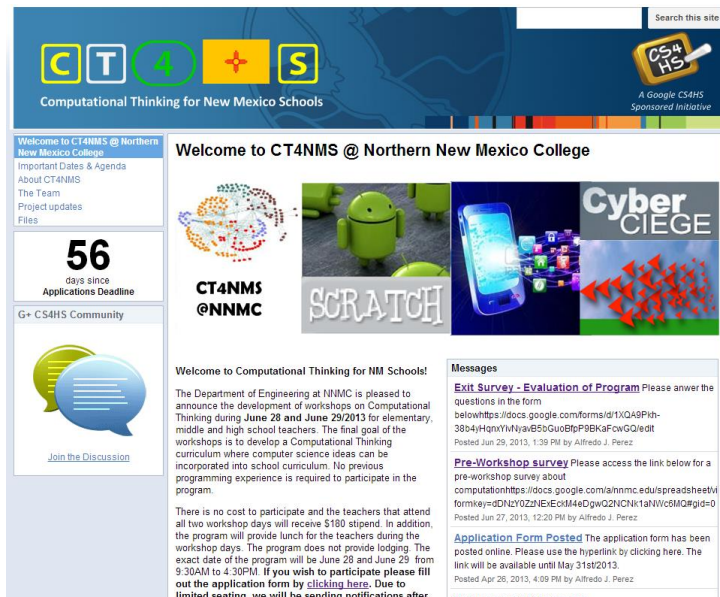 Search this site
CT4 S
CS4
HS
Computational Thinking for New Mexico Schools
A Google CS4HS
Sponsored Initiative
Welcome to CT4NMS @ Northern
New Mexico College
Important Dates & Agenda
About CT4NMS
The Team
Project updates
Files
56
days since
Applications Deadline
G+ CS4HS Community
Join the Discussion
Welcome to CT4NMS @ Northern New Mexico College
CT4NMS
@NNMC
SCRATCH
Cyber
CIEGE
Welcome to Computational Thinking for NM Schools!
The Department of Engineering at NNMC is pleased to
announce the development of workshops on Computational
Thinking during June 28 and June 29/2013 for elementary,
middle and high school teachers. The final goal of the
workshops is to develop a Computational Thinking
curriculum where computer science ideas can be
incorporated into school curriculum. No previous
programming experience is required to participate in the
program.
There is no cost to participate and the teachers that attend
all two workshop days will receive $180 stipend. In addition,
the program will provide lunch for the teachers during the
workshop days. The program does not provide lodging. The
exact date of the program will be June 28 and June 29 from
9:30AM to 4:30PM. If you wish to participate please fill
out the application form by clicking here. Due to
limited seating, we will be sending notifications after
Messages
Exit Survey - Evaluation of Program Please anwer the
questions in the form
belowhttps://docs.google.com/forms/d/1XQA9Pkh-
38b4yHqnxYlvNyavB5bGuoBfpP9BKaFcwGQ/edit
Posted Jun 29, 2013, 1:39 PM by Alfredo J. Perez
Pre-Workshop survey Please access the link below for a
pre-workshop survey about
computationhttps://docs.google.com/a/nnmc.edu/spreadsheet/vi
formkey=dDNzY0ZzNExEckM4eDgwQ2NCNk1aNWc6MQ#gid=0
Posted Jun 27, 2013, 12:20 PM by Alfredo J. Perez
Application Form Posted The application form has been
posted online. Please use the hyperlink by clicking here. The
link will be available until May 31st/2013.
Posted Apr 26, 2013, 4:09 PM by Alfredo J. Perez